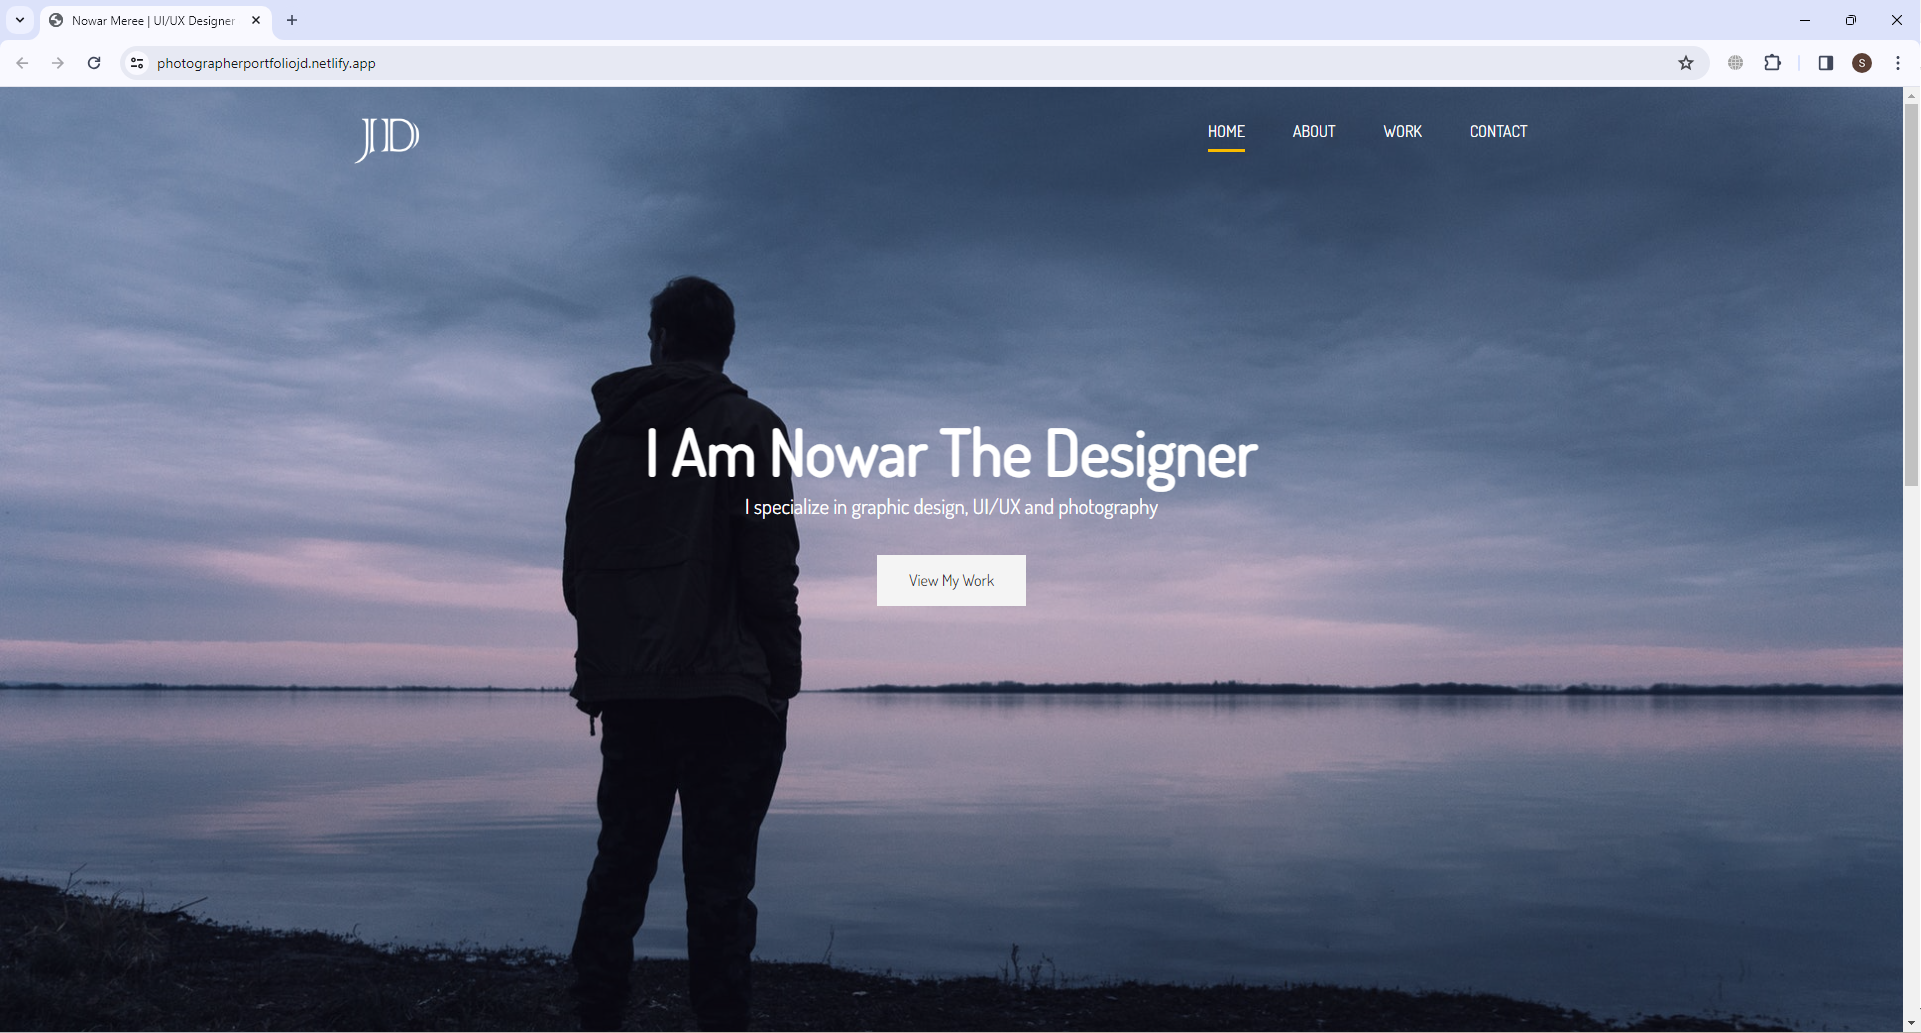 Nowar Meree | UI/UX Designer
photographerportfoliojd.netlify.app
S
JD
HOME ABOUT WORK CONTACT
I Am Nowar The Designer
I specialize in graphic design, UI/UX and photography
View My Work